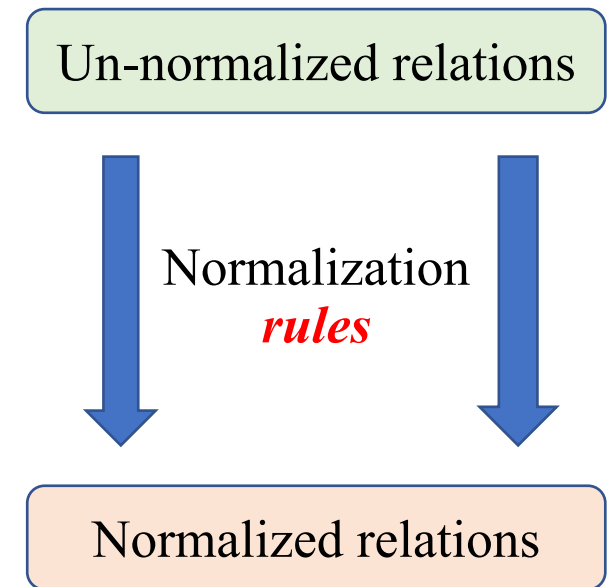 Un-normalized relations
Normalization
rules
Normalized relations